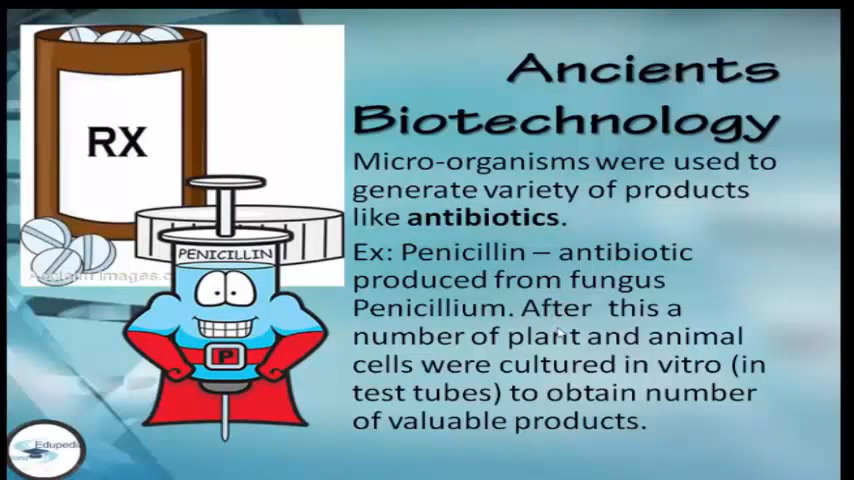 Ancients
Biotechnology
RX
Micro-organisms were used to
generate variety of products
like antibiotics.
PENICILLIN
Ex: Penicillin – antibiotic
produced from fungus
Penicillium. After this a
number of plant and animal
cells were cultured in vitro (in
test tubes) to obtain number
of valuable products.
P